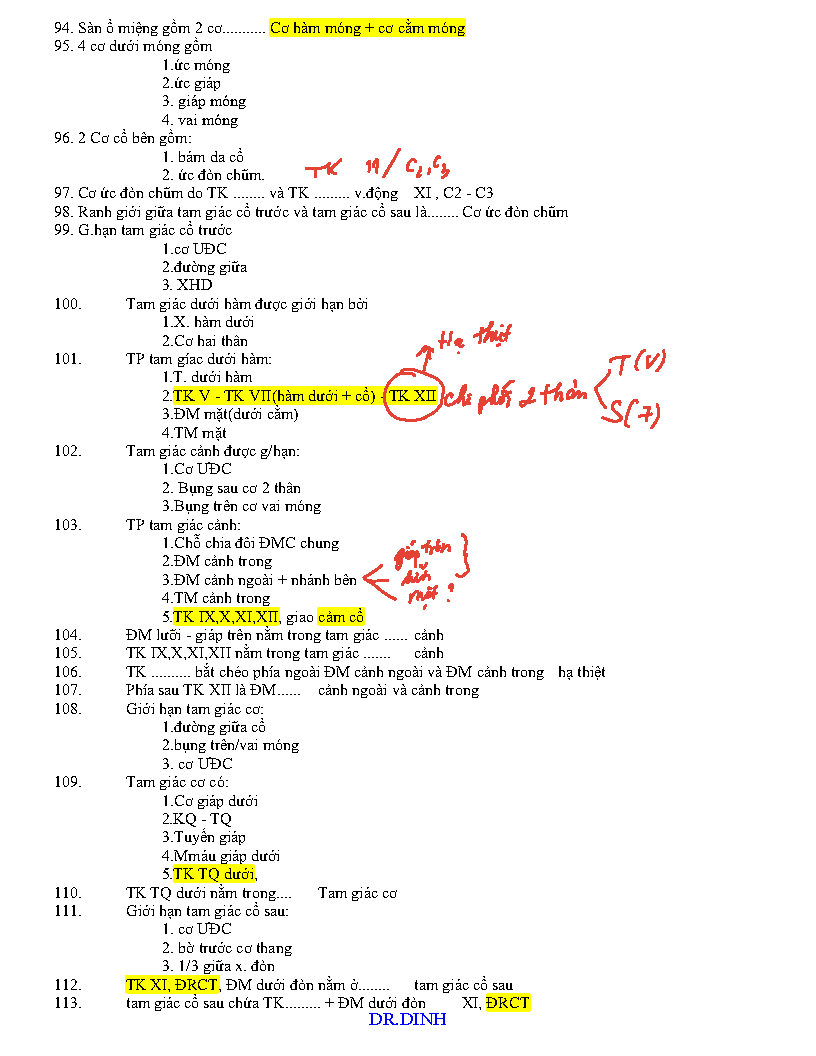 94. Sàn ổ miệng gồm 2 cơ........... Cơ hàm móng + cơ cằm móng
95. 4 cơ dưới móng gồm
1.ức móng
2.ức giáp
3. giáp móng
4. vai móng
96. 2 Cơ cổ bên gồm:
1. bám da cổ
2. ức đòn chũm.
TK 11/C2,C3
97. Cơ ức đòn chũm do TK ........ và TK ......... v.động XI , C2 - C3
98. Ranh giới giữa tam giác cổ trước và tam giác cổ sau là........ Cơ ức đòn chũm
99. G.hạn tam giác cổ trước
1.cơ UĐC
2.đường giữa
3. XHD
100. Tam giác dưới hàm được giới hạn bởi
1.X. hàm dưới
2.Cơ hai thân
Hạ thiệt
101. TP tam gíac dưới hàm:
1.T. dưới hàm
T(V)
2.TK V - TK VII(hàm dưới + cổ) - TK XII Chi phối 2 thân
3.ĐM mặt(dưới cằm)
S(7)
4.TM mặt
102. Tam giác cảnh được g/hạn:
1.Cơ ƯĐC
2. Bụng sau cơ 2 thân
3.Bụng trên cơ vai móng
103. TP tam giác cảnh:
1.Chỗ chia đôi ĐMC chung
giáp trên
2.ĐM cảnh trong
3.ĐM cảnh ngoài + nhánh bên
4.TM cảnh trong
mặt?
5.TK IX,X,XI,XII, giao cảm cổ
104. ĐM lưỡi - giáp trên nằm trong tam giác ...... cảnh
105. TK IX,X,XI,XII nằm trong tam giác ....... cảnh
106. TK .......... bắt chéo phía ngoài ĐM cảnh ngoài và ĐM cảnh trong hạ thiệt
107. Phía sau TK XII là ĐM...... cảnh ngoài và cảnh trong
108. Giới hạn tam giác cơ:
1.đường giữa cổ
2.bụng trên/vai móng
3. cơ ƯĐC
109. Tam giác cơ có:
1.Cơ giáp dưới
2.KQ - TQ
3.Tuyến giáp
4.Mmáu giáp dưới
5.TK TQ dưới,
110. TK TQ dưới nằm trong.... Tam giác cơ
111. Giới hạn tam giác cổ sau:
1. cơ ƯĐC
2. bờ trước cơ thang
3. 1/3 giữa x. đòn
112. TK XI, ĐRCT, ĐM dưới đòn nằm ở........ tam giác cổ sau
113. tam giác cổ sau chứa TK......... + ĐM dưới đòn XI, ĐRCT
DR.DINH